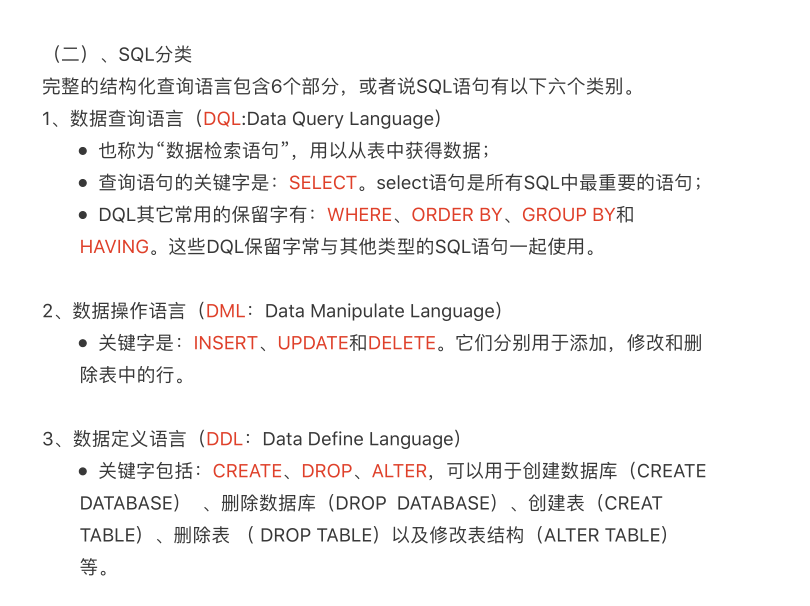 （二）、SQL分类
完整的结构化查询语言包含6个部分，或者说SQL语句有以下六个类别。
1、数据查询语言（DQL:Data Query Language）
● 也称为“数据检索语句”，用以从表中获得数据；
● 查询语句的关键字是：SELECT。select语句是所有SQL中最重要的语句；
● DQL其它常用的保留字有：WHERE、ORDER BY、GROUP BY和
HAVING。这些DQL保留字常与其他类型的SQL语句一起使用。
2、数据操作语言（DML：Data Manipulate Language）
● 关键字是：INSERT、UPDATE和DELETE。它们分别用于添加，修改和删
除表中的行。
3、数据定义语言（DDL：Data Define Language）
● 关键字包括：CREATE、DROP、ALTER，可以用于创建数据库（CREATE
DATABASE） 、删除数据库（DROP  DATABASE）、创建表（CREAT
TABLE）、删除表 （ DROP TABLE）以及修改表结构（ALTER TABLE）
等。